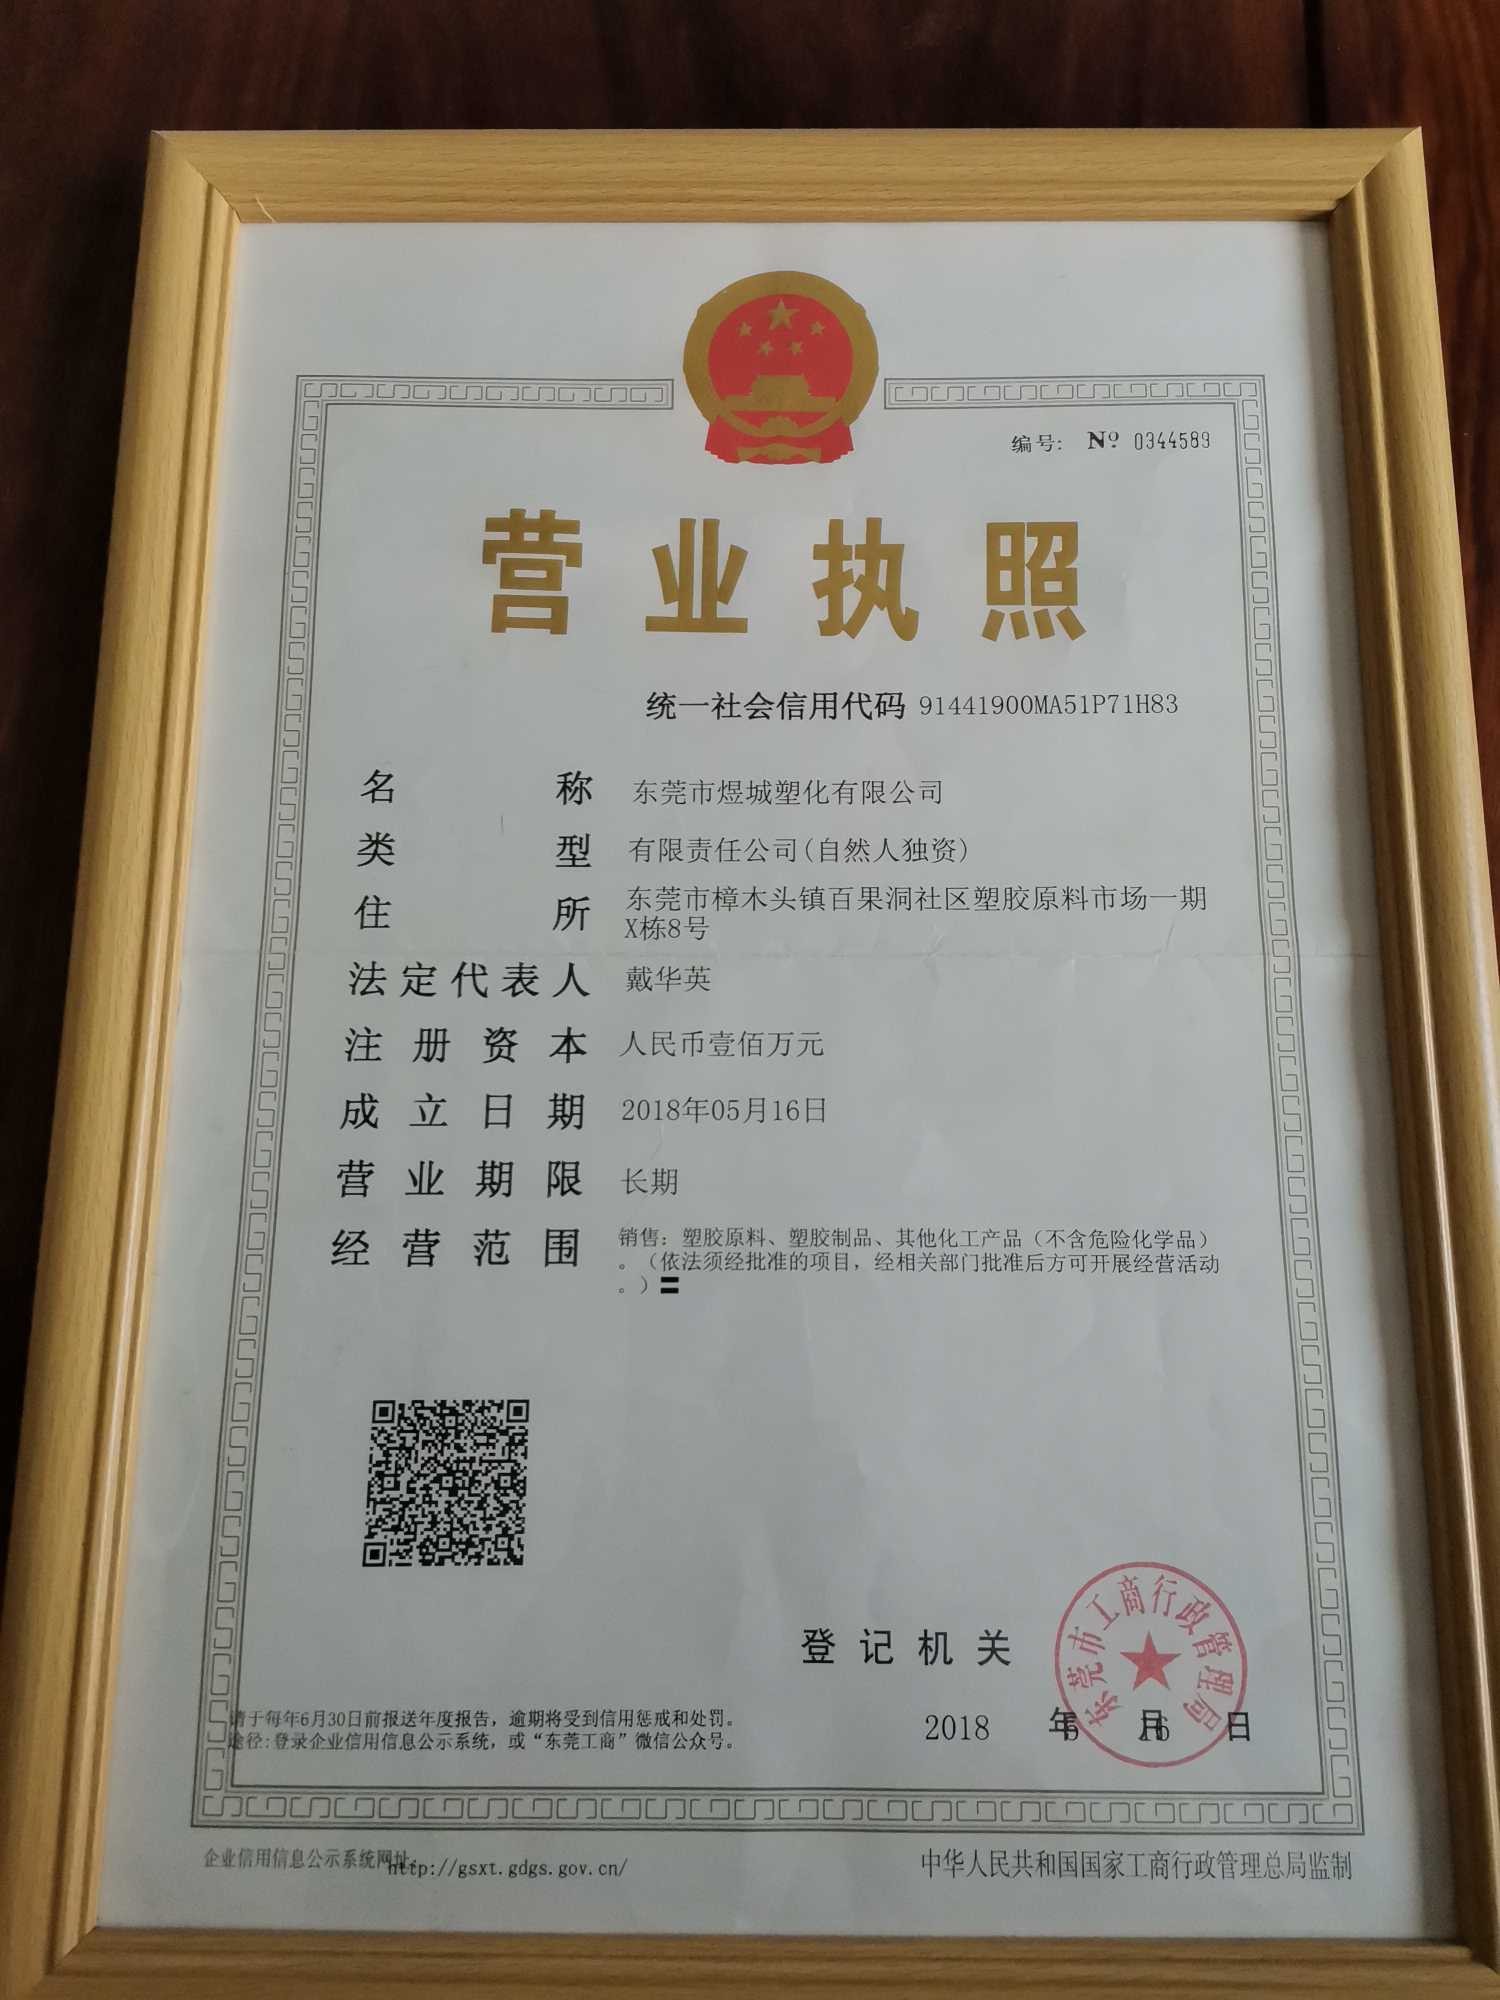 编号: № 0344589
营业执照
统一社会信用代码 91441900MA51P71H83
名称 东莞市煜城塑化有限公司
类型 有限责任公司(自然人独资)
住所 东莞市樟木头镇百果洞社区塑胶原料市场一期
X栋8号
法定代表人 戴华英
注册资本 人民币壹佰万元
成立日期 2018年05月16日
营业期限 长期
经营范围 销售：塑胶原料、塑胶制品、其他化工产品（不含危险化学品）
。（依法须经批准的项目，经相关部门批准后方可开展经营活动
。）〓
登记机关
东莞市工商行政管理局
2018 年 5 月 16 日
请于每年6月30日前报送年度报告，逾期将受到信用惩戒和处罚。
途径:登录企业信用信息公示系统，或“东莞工商”微信公众号。
企业信用信息公示系统网址: http://gsxt.gdgs.gov.cn/
中华人民共和国国家工商行政管理总局监制